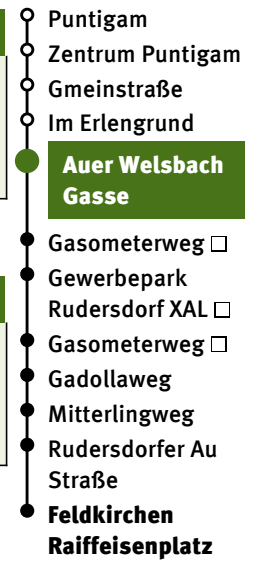 Puntigam
Zentrum Puntigam
Gmeinstraße
Im Erlengrund
Auer Welsbach
Gasse
Gasometerweg □
Gewerbepark
Rudersdorf XAL □
Gasometerweg □
Gadollaweg
Mitterlingweg
Rudersdorfer Au
Straße
Feldkirchen
Raiffeisenplatz